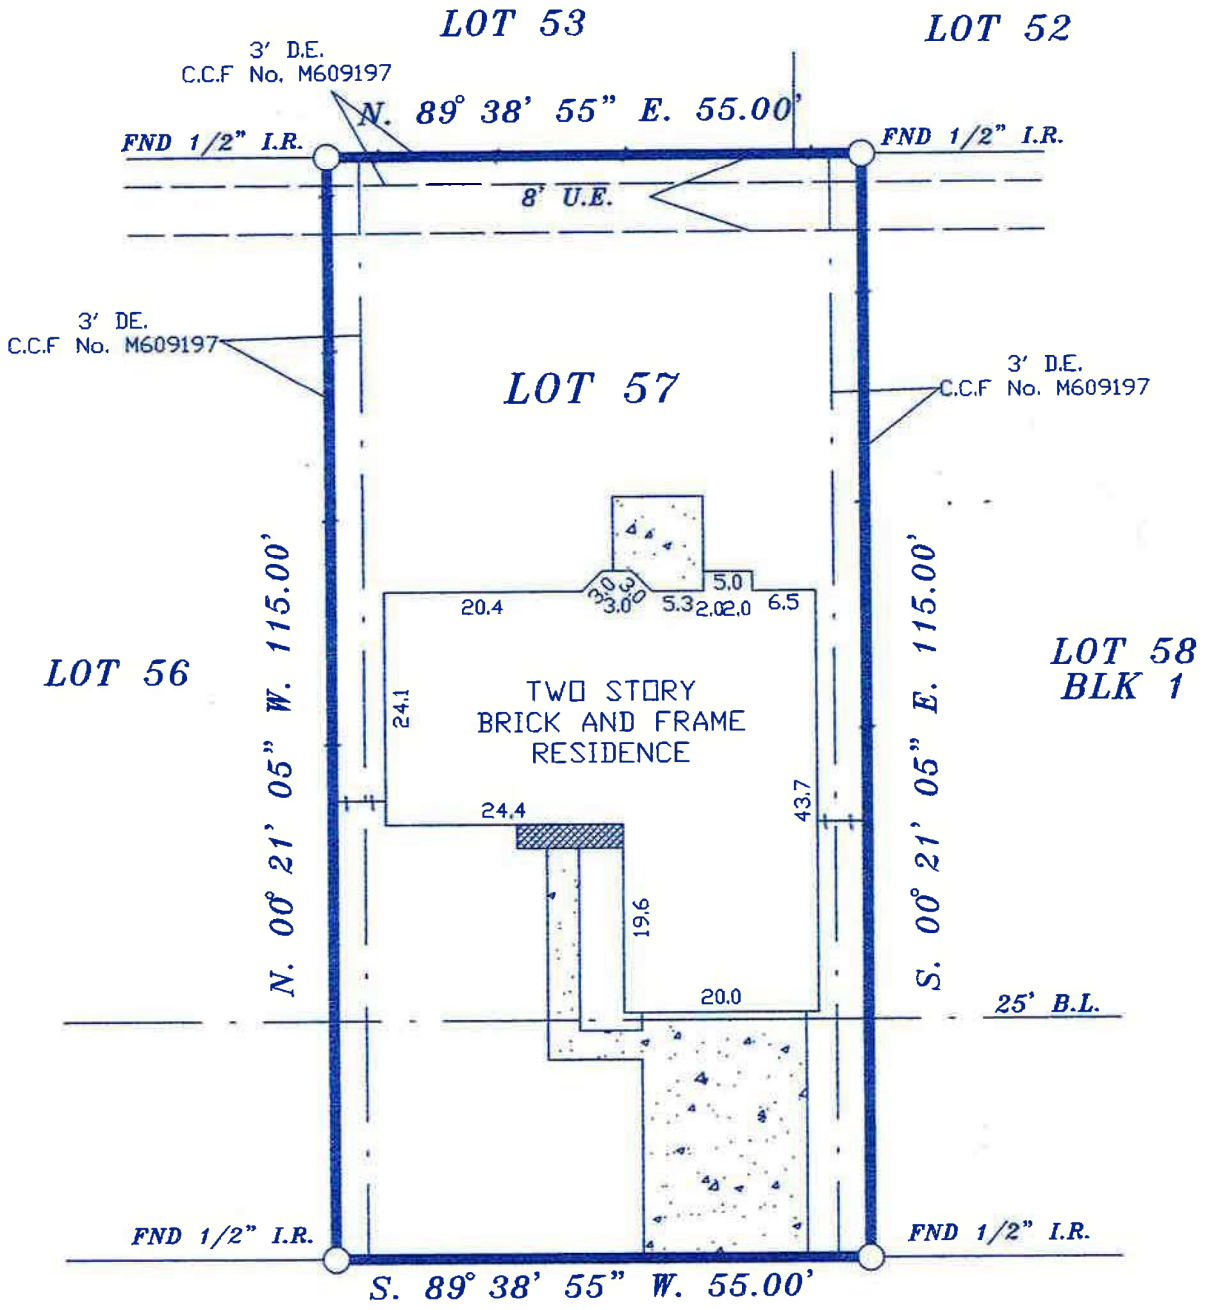 LOT 53
LOT 52
3' D.E.
C.C.F No. M609197
N. 89° 38' 55" E. 55.00'
FND 1/2" I.R.
FND 1/2" I.R.
8' U.E.
3' DE.
C.C.F No. M609197
3' D.E.
C.C.F No. M609197
LOT 57
N. 00° 21' 05" W. 115.00'
S. 00° 21' 05" E. 115.00'
3.0
3.0
3.0
20.4
5.3
5.0
2.0
2.0
6.5
LOT 56
LOT 58
BLK 1
24.1
TWO STORY
BRICK AND FRAME
RESIDENCE
24.4
43.7
19.6
20.0
25' B.L.
FND 1/2" I.R.
FND 1/2" I.R.
S. 89° 38' 55" W. 55.00'